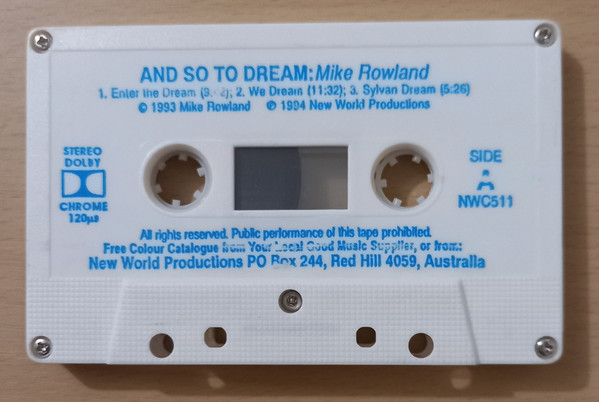 AND SO TO DREAM: Mike Rowland
1. Enter the Dream 2. We Dream (11:32); 3. Sylvan Dream (5:26)
© 1993 Mike Rowland ℗ 1994 New World Productions
STEREO
DOLBY
CHROME
120µs
SIDE
A
NWC511
All rights reserved. Public performance of this tape prohibited.
Free Colour Catalogue from Your Local Good Music Supplier, or from:
New World Productions PO Box 244, Red Hill 4059, Australia